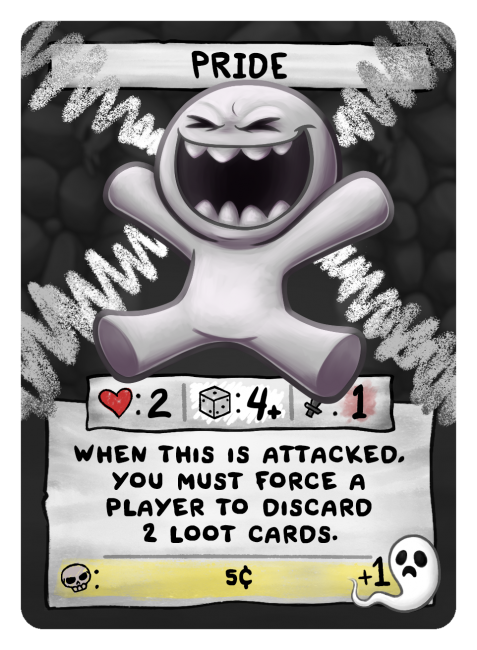 PRIDE
:2 :4+ : 1
WHEN THIS IS ATTACKED,
YOU MUST FORCE A
PLAYER TO DISCARD
2 LOOT CARDS.
: 5¢ +1